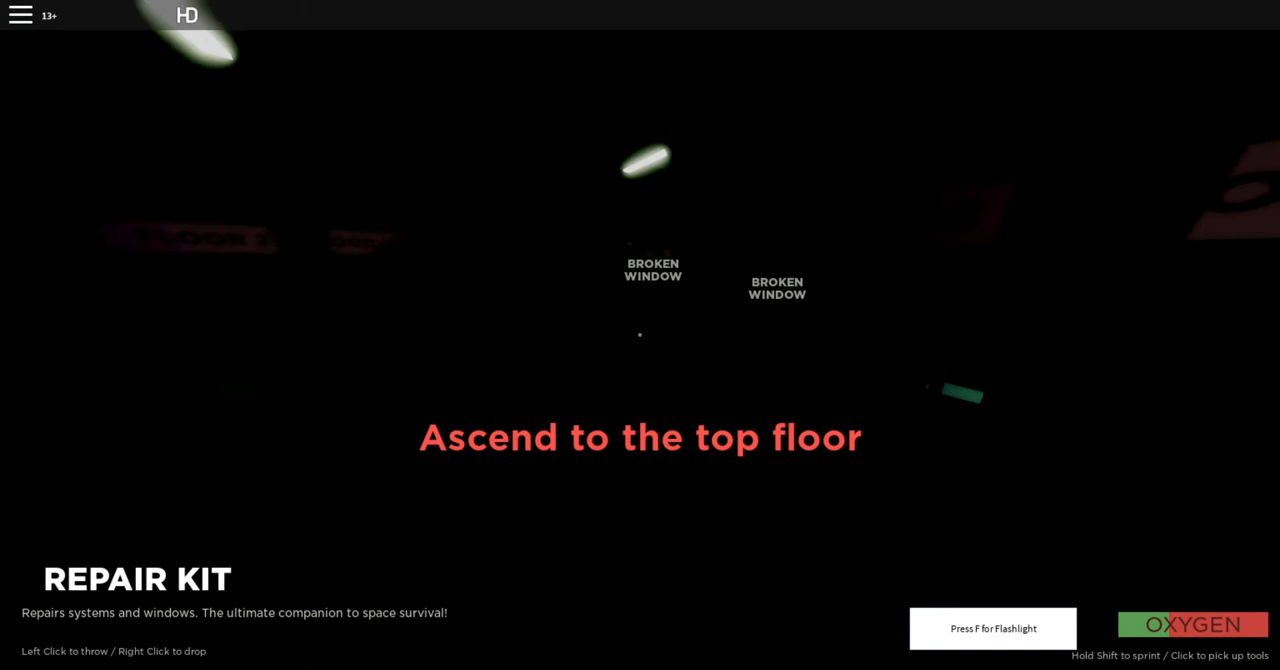 13+
HD
FLOOR
BROKEN
WINDOW
BROKEN
WINDOW
Ascend to the top floor
REPAIR KIT
Repairs systems and windows. The ultimate companion to space survival!
Press F for Flashlight
OXYGEN
Left Click to throw / Right Click to drop
Hold Shift to sprint / Click to pick up tools